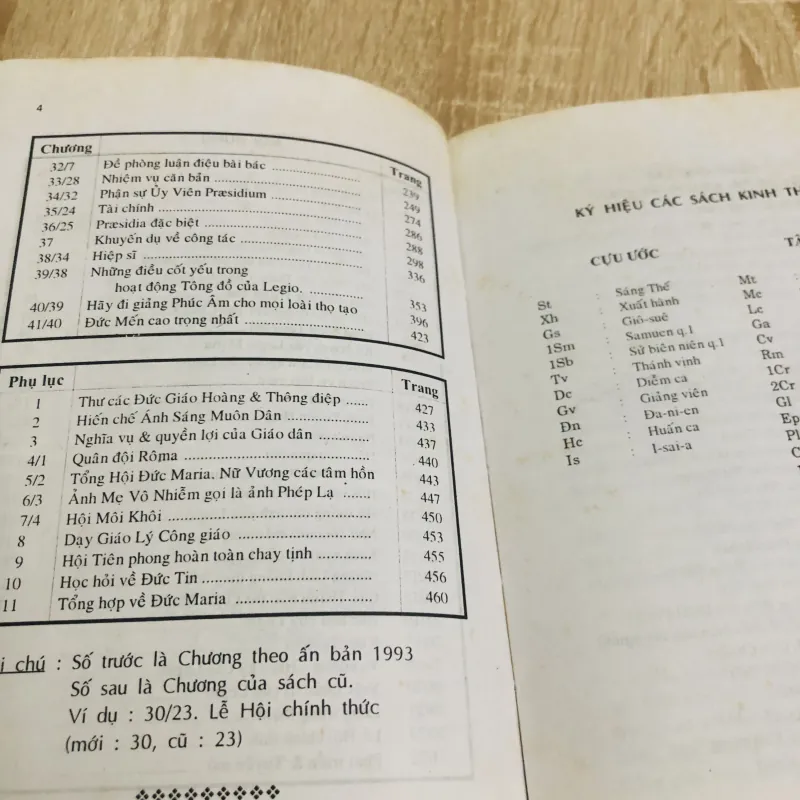 4
Chương
Trang
32/7 Đề phòng luận điệu bài bác 239
33/28 Nhiệm vụ căn bản 249
34/32 Phận sự Ủy Viên Præsidium 274
35/24 Tài chính 286
36/25 Præsidia đặc biệt 288
37 Khuyến dụ về công tác 298
38/34 Hiệp sĩ 336
39/38 Những điều cốt yếu trong
hoạt động Tông đồ của Legio. 353
40/39 Hãy đi giảng Phúc Âm cho mọi loài thọ tạo 396
41/40 Đức Mến cao trọng nhất 423
Phụ lục Trang
1 Thư các Đức Giáo Hoàng & Thông điệp 427
2 Hiến chế Ánh Sáng Muôn Dân 433
3 Nghĩa vụ & quyền lợi của Giáo dân 437
4/1 Quân đội Rôma 440
5/2 Tổng Hội Đức Maria. Nữ Vương các tâm hồn 443
6/3 Ảnh Mẹ Vô Nhiễm gọi là ảnh Phép Lạ 447
7/4 Hội Môi Khôi 450
8 Dạy Giáo Lý Công giáo 453
9 Hội Tiên phong hoàn toàn chay tịnh 455
10 Học hỏi về Đức Tin 456
11 Tổng hợp về Đức Maria 460
i chú : Số trước là Chương theo ấn bản 1993
Số sau là Chương của sách cũ.
Ví dụ : 30/23. Lễ Hội chính thức
(mới : 30, cũ : 23)
KÝ HIỆU CÁC SÁCH KINH TH
CỰU ƯỚC
TÂ
St : Sáng Thế Mt
Xh : Xuất hành Mc
Gs : Giô-suê Lc
1Sm : Samuen q.1 Ga
1Sb : Sử biên niên q.1 Cv
Tv : Thánh vịnh Rm
Dc : Diễm ca 1Cr
Gv : Giảng viên 2Cr
Đn : Đa-ni-en Gl
Hc : Huấn ca Ep
Is : I-sai-a Pl
C